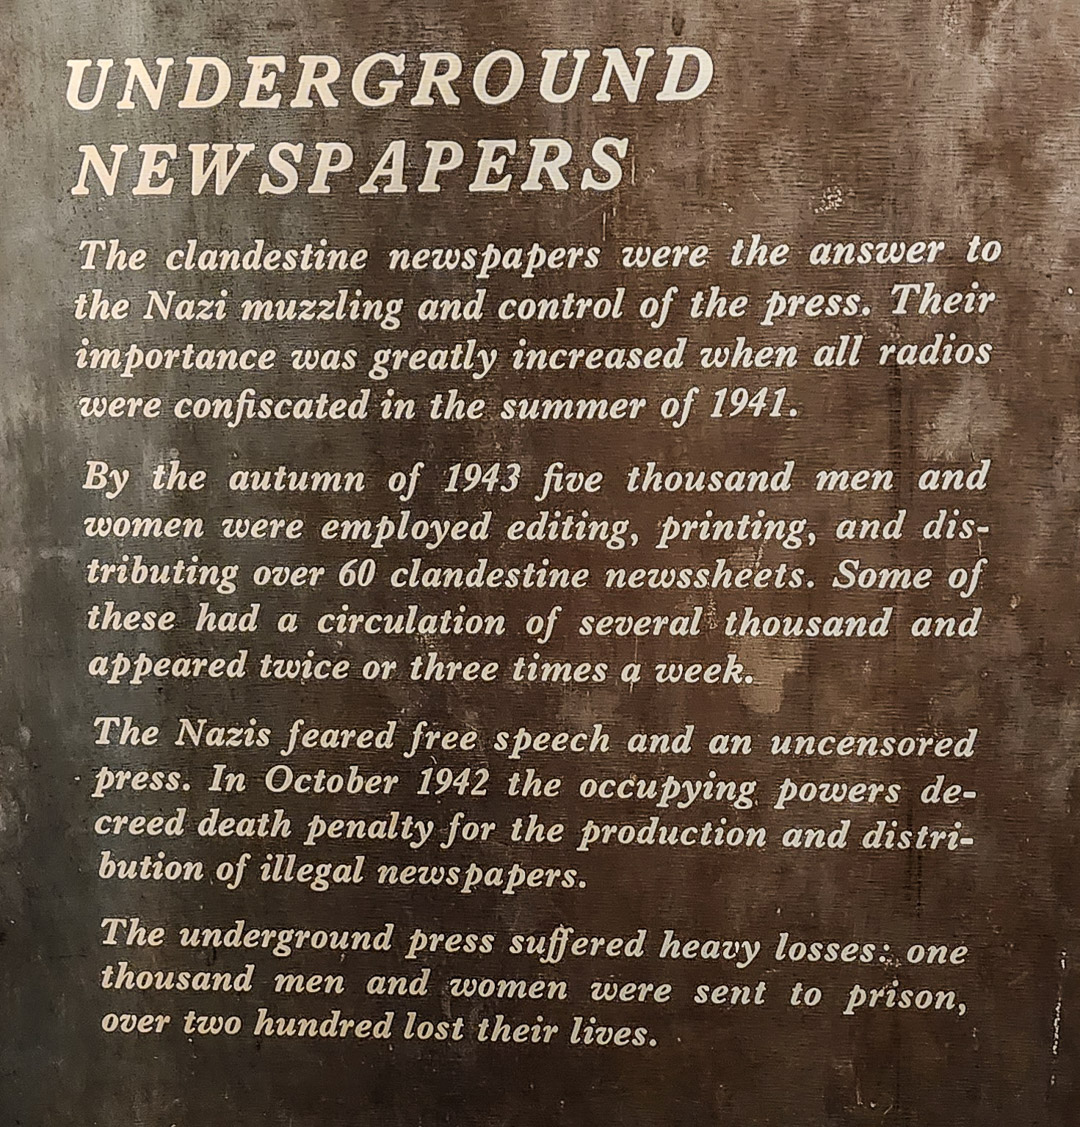 UNDERGROUND
NEWSPAPERS
The clandestine newspapers were the answer to
the Nazi muzzling and control of the press. Their
importance was greatly increased when all radios
were confiscated in the summer of 1941.
By the autumn of 1943 five thousand men and
women were employed editing, printing, and dis-
tributing over 60 clandestine newssheets. Some of
these had a circulation of several thousand and
appeared twice or three times a week.
The Nazis feared free speech and an uncensored
press. In October 1942 the occupying powers de-
creed death penalty for the production and distri-
bution of illegal newspapers.
The underground press suffered heavy losses: one
thousand men and women were sent to prison,
over two hundred lost their lives.